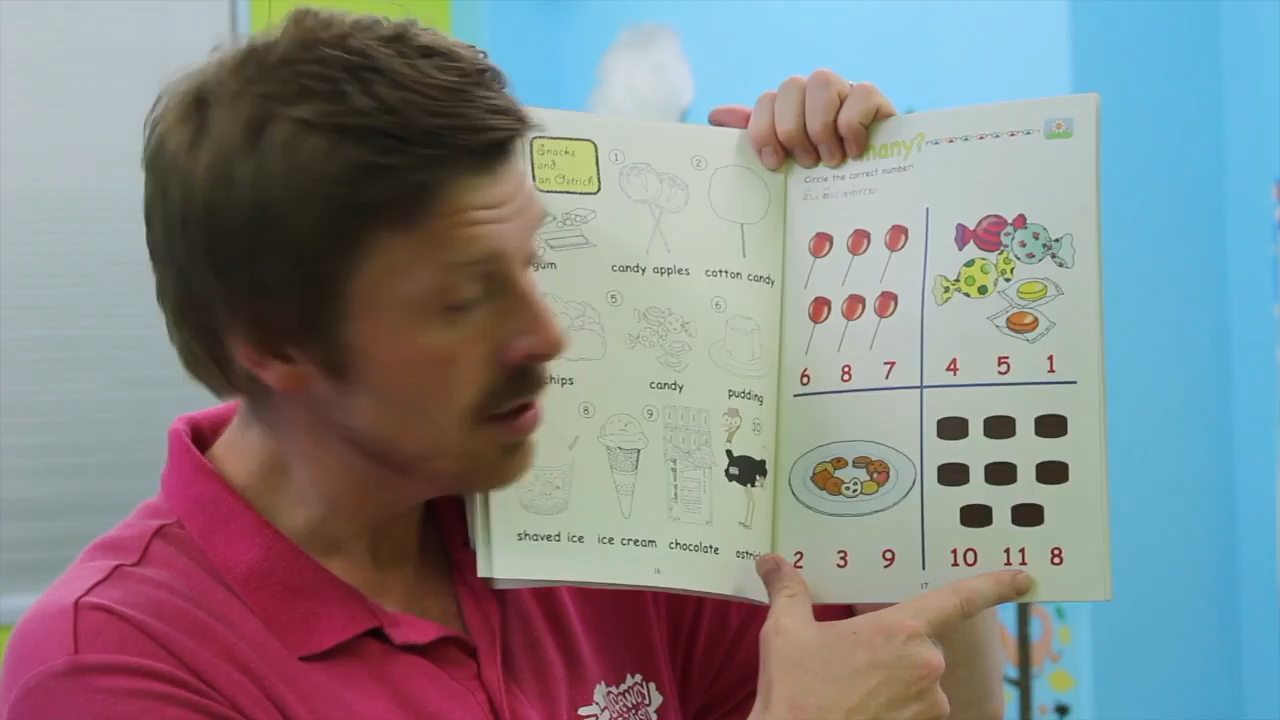 Snacks
and...
an Ostrich
1
2
gum
candy apples
cotton candy
5
6
chips
candy
pudding
8
9
10
shaved ice
ice cream
chocolate
16
many?
Circle the correct number!
6 8 7
4 5 1
2 3 9
10 11 8
17